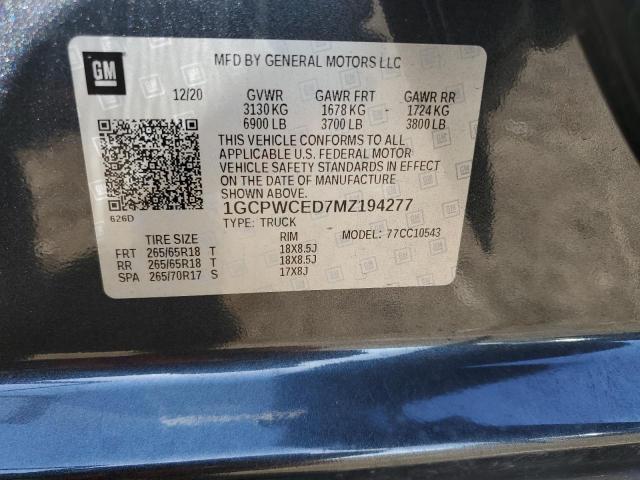 GM
MFD BY GENERAL MOTORS LLC
12/20 GVWR GAWR FRT GAWR RR
3130 KG 1678 KG - 1724 KG
6900 LB 3700 LB 3800 LB
THIS VEHICLE CONFORMS TO ALL
APPLICABLE U.S. FEDERAL MOTOR
VEHICLE SAFETY STANDARDS IN EFFECT
ON THE DATE OF MANUFACTURE
SHOWN ABOVE.
626D 1GCPWCED7MZ194277
TYPE: TRUCK
TIRE SIZE RIM MODEL: 77CC10543
FRT 265/65R18 T 18X8.5J
RR 265/65R18 T 18X8.5J
SPA 265/70R17 S 17X8J